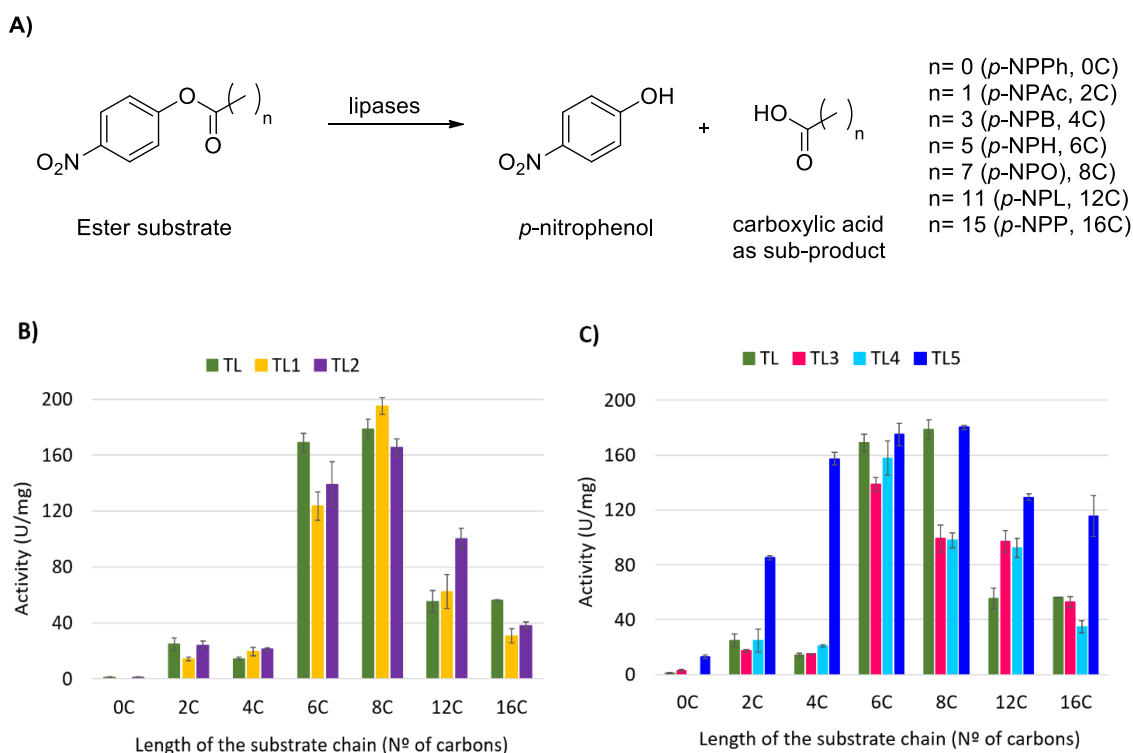 A)
O
O
n
O2N
Ester substrate
lipases
OH
O2N
p-nitrophenol
+
HO
O
n
carboxylic acid
as sub-product
n= 0 (p-NPPh, 0C)
n= 1 (p-NPAc, 2C)
n= 3 (p-NPB, 4C)
n= 5 (p-NPH, 6C)
n= 7 (p-NPO), 8C)
n= 11 (p-NPL, 12C)
n= 15 (p-NPP, 16C)
B)
TL TL1 TL2
Activity (U/mg)
200
160
120
80
40
0
0C 2C 4C 6C 8C 12C 16C
Length of the substrate chain (Nº of carbons)
C)
TL TL3 TL4 TL5
Activity (U/mg)
200
160
120
80
40
0
0C 2C 4C 6C 8C 12C 16C
Length of the substrate chain (Nº of carbons)